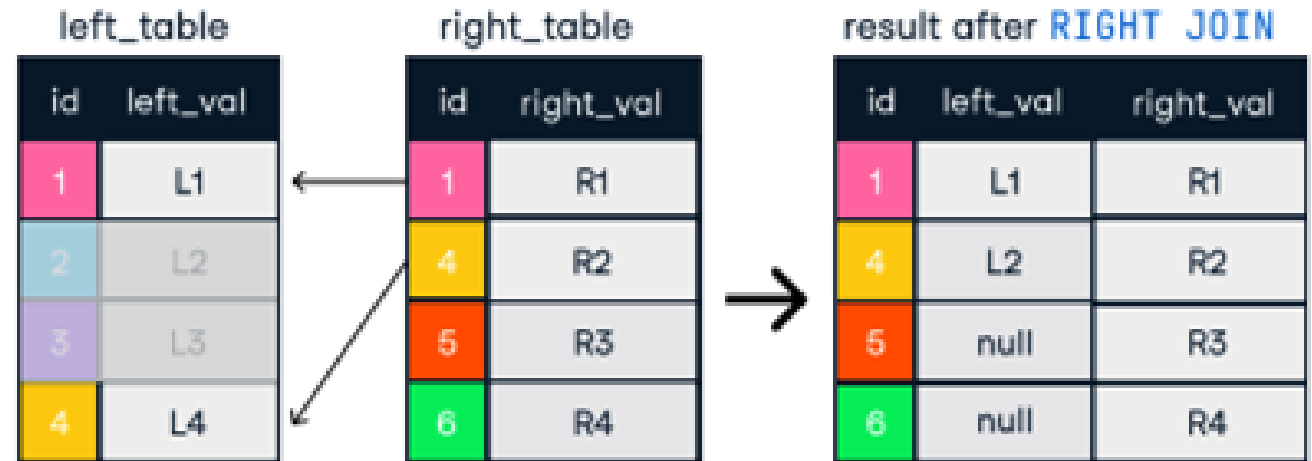 left_table right_table result after RIGHT JOIN
id left_val id right_val id left_val right_val
1 L1 1 R1 1 L1 R1
2 L2 4 R2 4 L2 R2
3 L3 5 R3 5 null R3
4 L4 6 R4 6 null R4